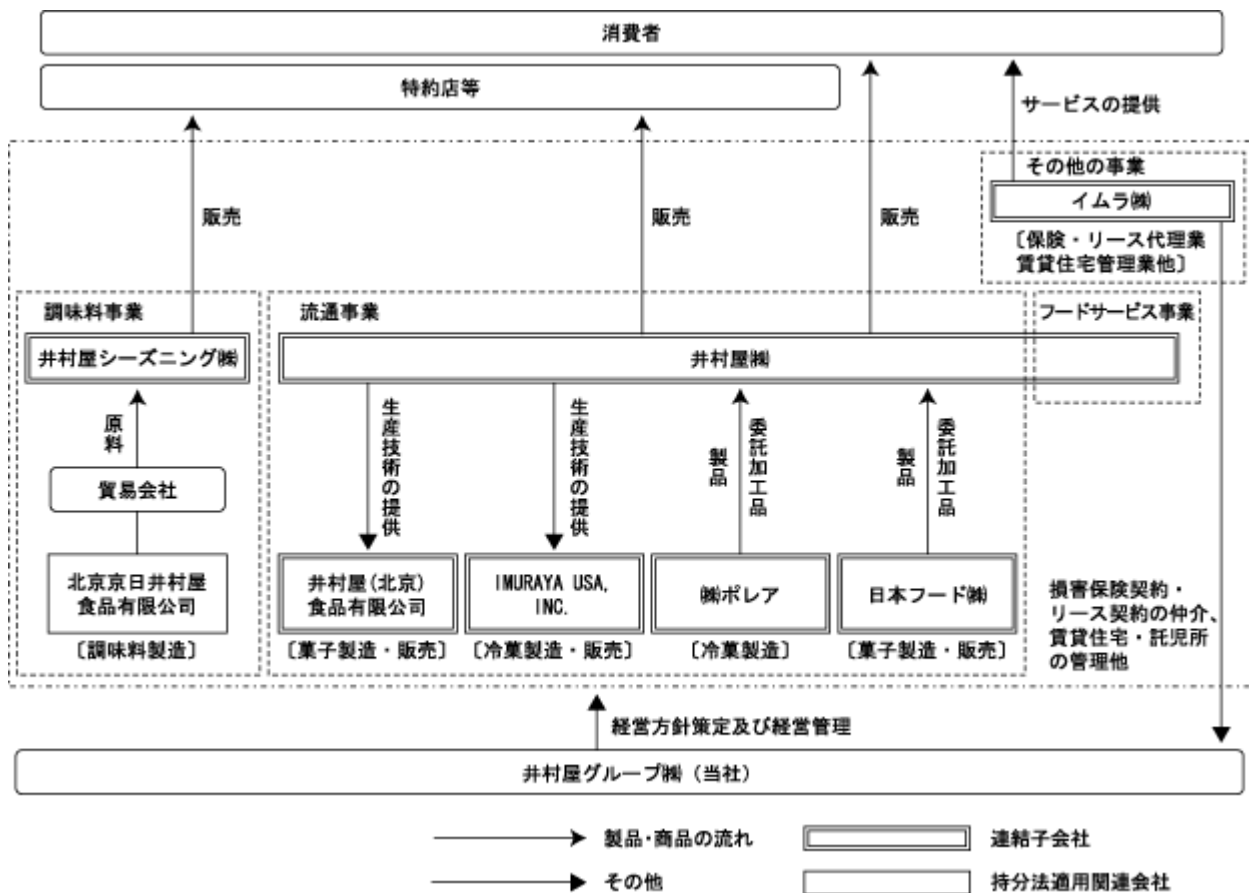 消費者
特約店等
サービスの提供
その他の事業
イムラ㈱
〔保険・リース代理業
賃貸住宅管理業他〕
販売
販売
販売
調味料事業
流通事業
フードサービス事業
井村屋シーズニング㈱
井村屋㈱
原料
生産技術の提供
生産技術の提供
製品
委託加工品
製品
委託加工品
貿易会社
北京京日井村屋
食品有限公司
〔調味料製造〕
井村屋(北京)
食品有限公司
〔菓子製造・販売〕
IMURAYA USA,
INC.
〔冷菓製造・販売〕
㈱ポレア
〔冷菓製造〕
日本フード㈱
〔菓子製造・販売〕
損害保険契約・
リース契約の仲介、
賃貸住宅・託児所
の管理他
経営方針策定及び経営管理
井村屋グループ㈱（当社）
製品・商品の流れ
連結子会社
その他
持分法適用関連会社